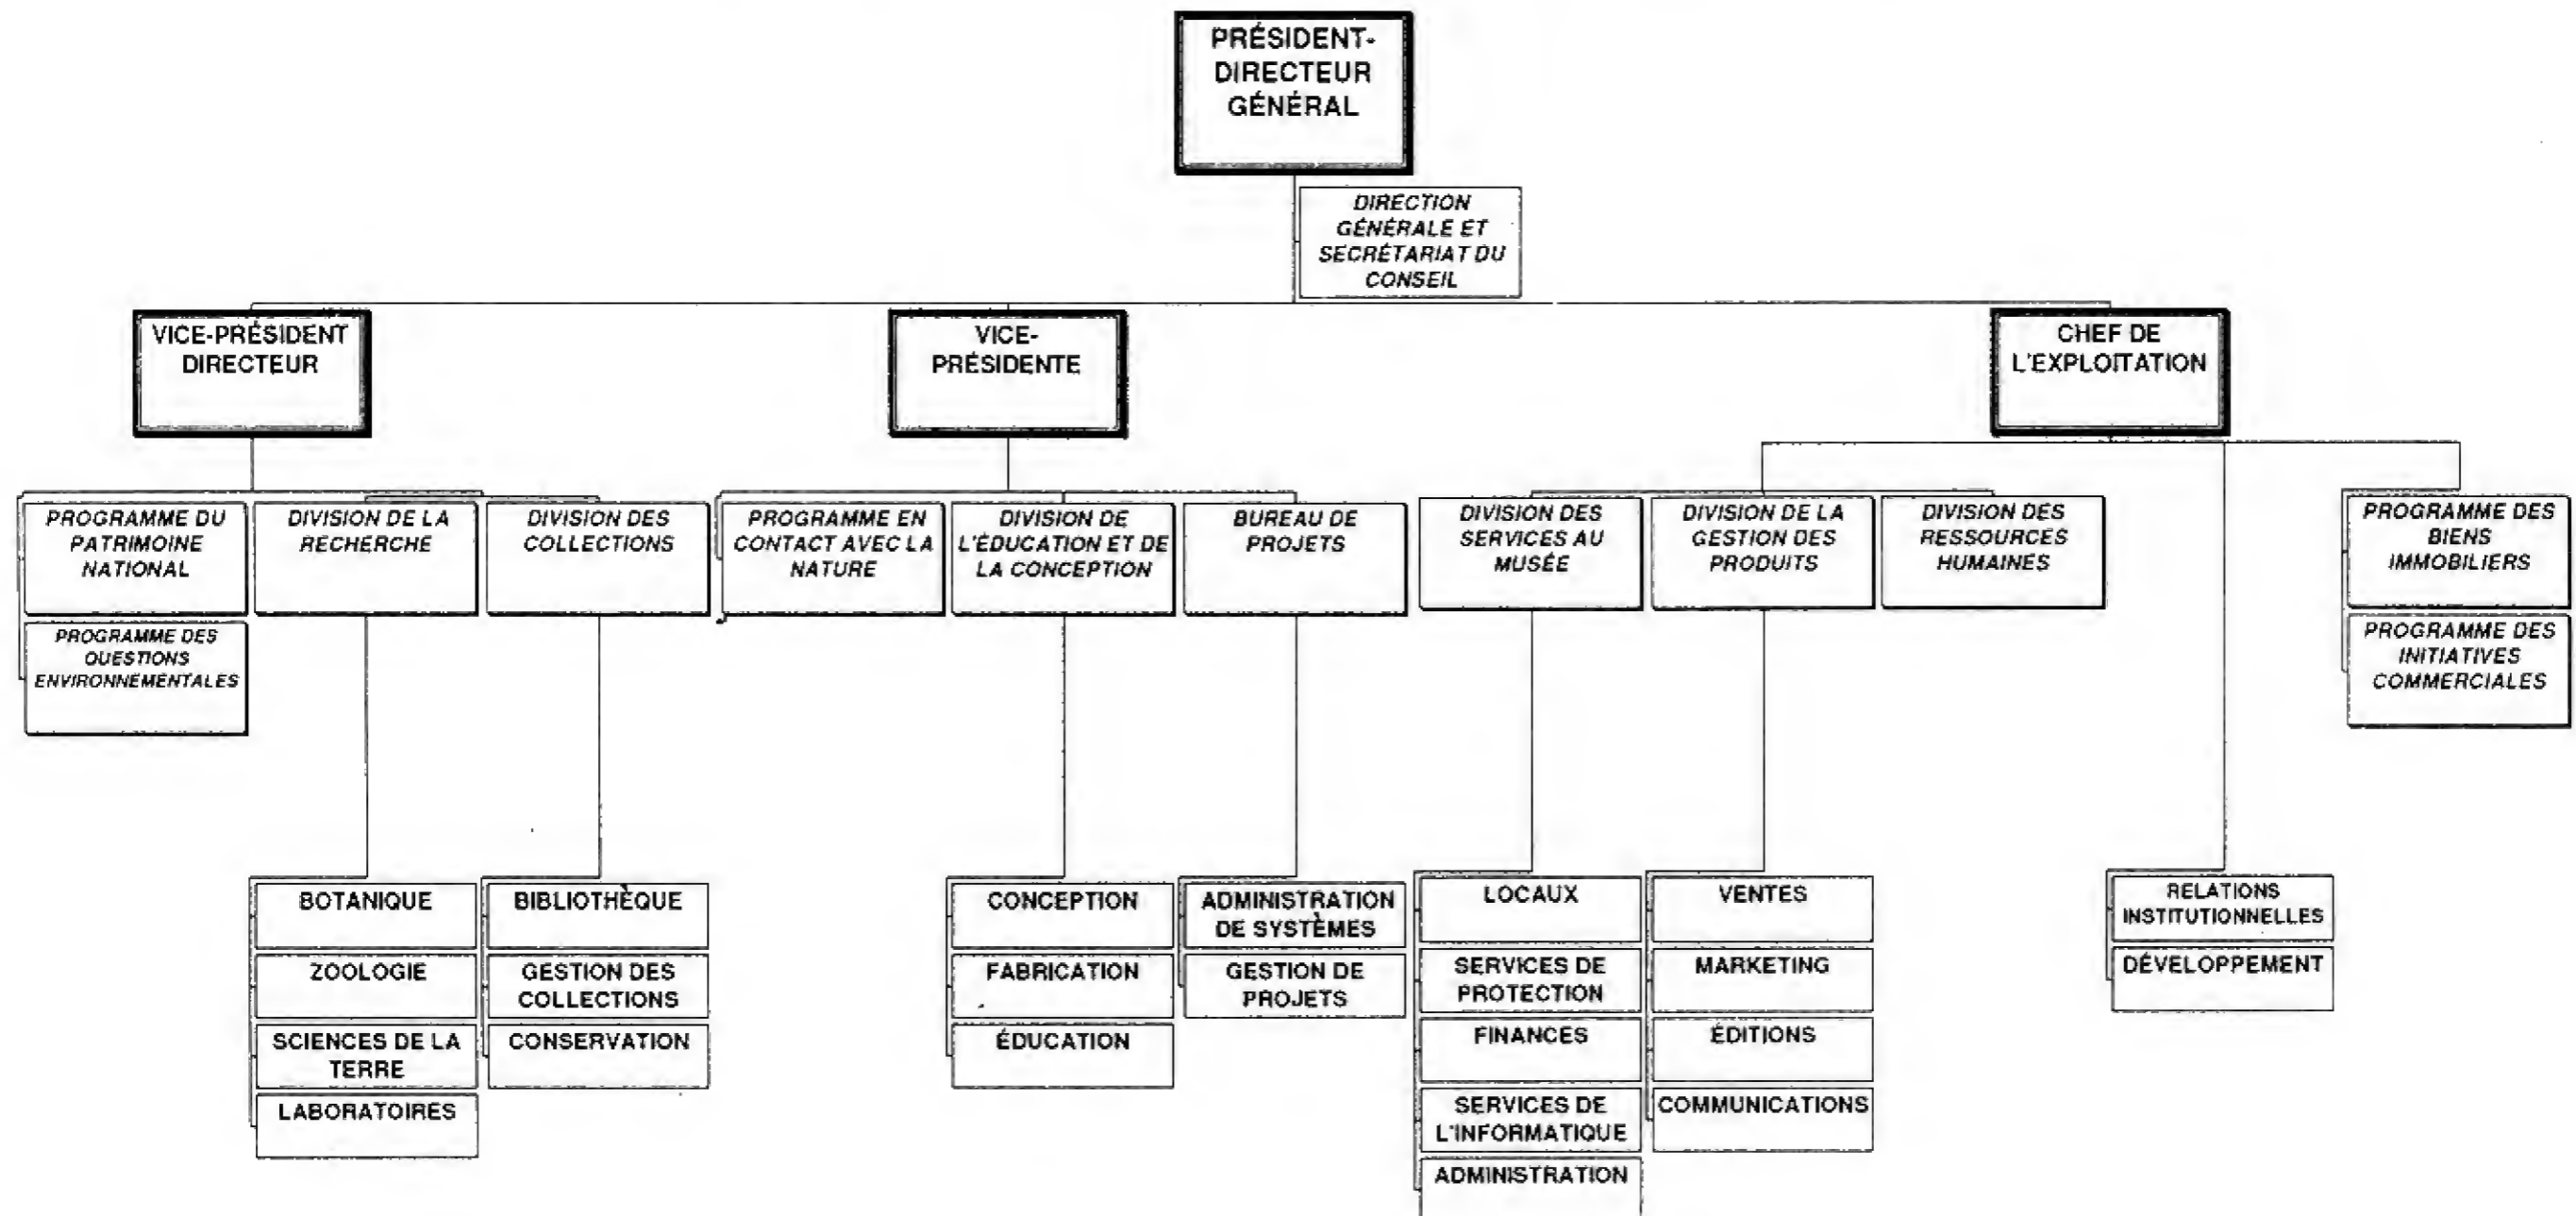 PRÉSIDENT-
DIRECTEUR
GÉNÉRAL
DIRECTION
GÉNÉRALE ET
SECRÉTARIAT DU
CONSEIL
VICE-PRÉSIDENT
DIRECTEUR
VICE-
PRÉSIDENTE
CHEF DE
L'EXPLOITATION
PROGRAMME DU
PATRIMOINE
NATIONAL
DIVISION DE LA
RECHERCHE
DIVISION DES
COLLECTIONS
PROGRAMME EN
CONTACT AVEC LA
NATURE
DIVISION DE
L'ÉDUCATION ET DE
LA CONCEPTION
BUREAU DE
PROJETS
DIVISION DES
SERVICES AU
MUSÉE
DIVISION DE LA
GESTION DES
PRODUITS
DIVISION DES
RESSOURCES
HUMAINES
PROGRAMME DES
BIENS
IMMOBILIERS
PROGRAMME DES
QUESTIONS
ENVIRONNEMENTALES
PROGRAMME DES
INITIATIVES
COMMERCIALES
BOTANIQUE
ZOOLOGIE
SCIENCES DE LA
TERRE
LABORATOIRES
BIBLIOTHÈQUE
GESTION DES
COLLECTIONS
CONSERVATION
CONCEPTION
FABRICATION
ÉDUCATION
ADMINISTRATION
DE SYSTÈMES
GESTION DE
PROJETS
LOCAUX
SERVICES DE
PROTECTION
FINANCES
SERVICES DE
L'INFORMATIQUE
ADMINISTRATION
VENTES
MARKETING
ÉDITIONS
COMMUNICATIONS
RELATIONS
INSTITUTIONNELLES
DÉVELOPPEMENT